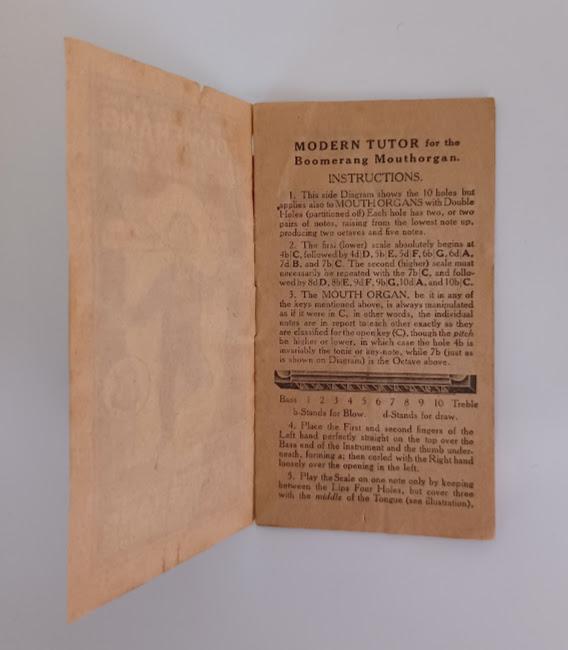 MODERN TUTOR for the
Boomerang Mouthorgan.
INSTRUCTIONS.
1. This side Diagram shows the 10 holes but
applies also to MOUTH ORGANS with Double
Holes (partitioned off) Each hole has two, or two
pairs of notes, raising from the lowest note up,
producing two octaves and five notes.
2. The first (lower) scale absolutely begins at
4b|C, followed by 4d|D, 5b|E, 5d|F, 6b|G, 6d|A,
7d|B, and 7b|C. The second (higher) scale must
necessarily be repeated with the 7b|C, and follo-
wed by 8d|D, 8b|E, 9d|F, 9b|G, 10d|A, and 10b|C.
3. The MOUTH ORGAN, be it in any of
the keys mentioned above, is always manipulated
as if it were in C, in other words, the individual
notes are in report to each other exactly as they
are classified for the open key (C), though the pitch
be higher or lower, in which case the hole 4b is
invariably the tonic or key-note, while 7b (just as
is shown on Diagram) is the Octave above.
Bass 1 2 3 4 5 6 7 8 9 10 Treble
b-Stands for Blow. d-Stands for draw.
4. Place the First and second fingers of the
Left hand perfectly straight on the top over the
Bass end of the Instrument and the thumb under-
neath, forming a; then corled with the Right hand
loosely over the opening in the left.
5. Play the Scale on one note only by keeping
between the Lips Four Holes, but cover three
with the middle of the Tongue (see illustration),